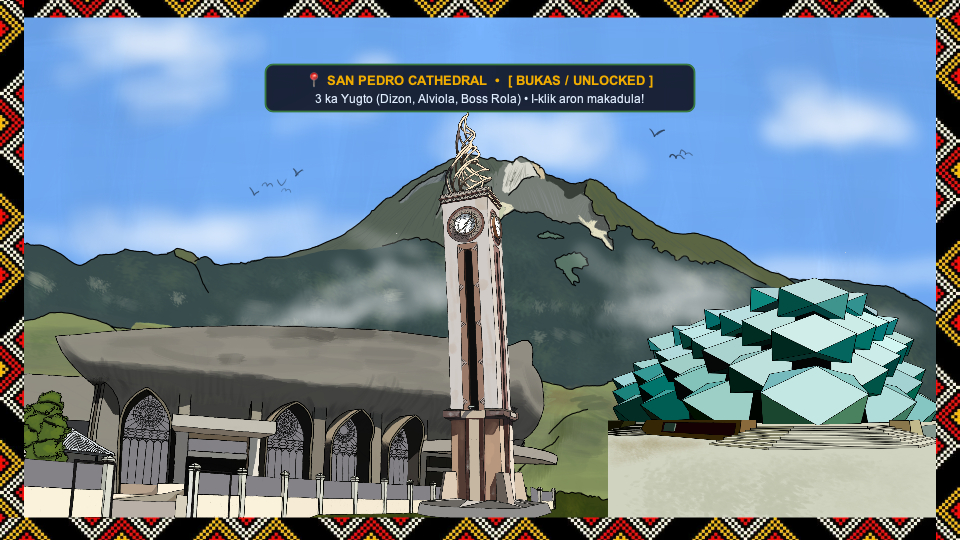 📍 SAN PEDRO CATHEDRAL • [ BUKAS / UNLOCKED ]
3 ka Yugto (Dizon, Alviola, Boss Rola) • I-klik aron makadula!